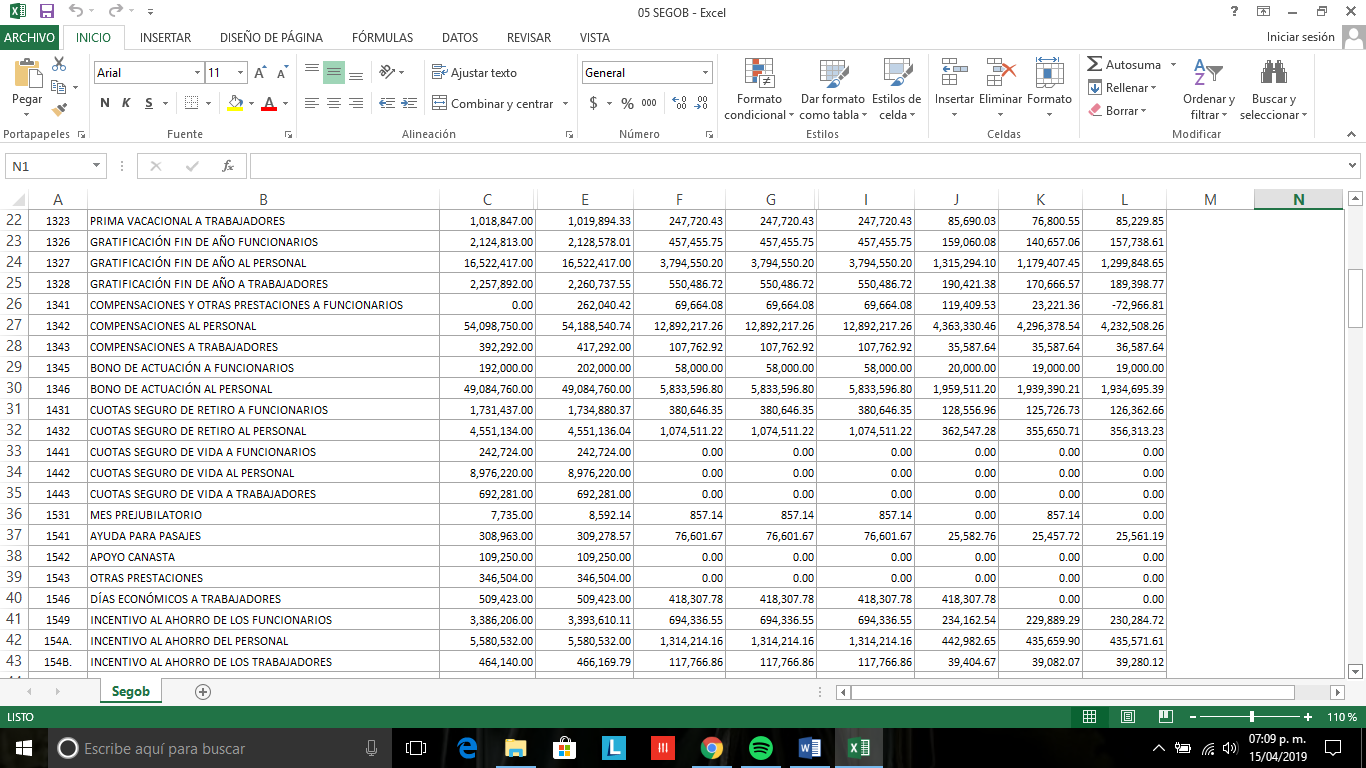 05 SEGOB - Excel
ARCHIVO INICIO INSERTAR DISEÑO DE PÁGINA FÓRMULAS DATOS REVISAR VISTA Iniciar sesión
Pegar
Portapapeles
Arial 11
N K S
Fuente
Ajustar texto
Combinar y centrar
Alineación
General
$ % 000
Número
Formato condicional
Dar formato como tabla
Estilos de celda
Estilos
Insertar Eliminar Formato
Celdas
Autosuma
Rellenar
Borrar
Ordenar y filtrar
Buscar y seleccionar
Modificar
N1
A B C E F G I J K L M N
22 1323 PRIMA VACACIONAL A TRABAJADORES 1,018,847.00 1,019,894.33 247,720.43 247,720.43 247,720.43 85,690.03 76,800.55 85,229.85
23 1326 GRATIFICACIÓN FIN DE AÑO FUNCIONARIOS 2,124,813.00 2,128,578.01 457,455.75 457,455.75 457,455.75 159,060.08 140,657.06 157,738.61
24 1327 GRATIFICACIÓN FIN DE AÑO AL PERSONAL 16,522,417.00 16,522,417.00 3,794,550.20 3,794,550.20 3,794,550.20 1,315,294.10 1,179,407.45 1,299,848.65
25 1328 GRATIFICACIÓN FIN DE AÑO A TRABAJADORES 2,257,892.00 2,260,737.55 550,486.72 550,486.72 550,486.72 190,421.38 170,666.57 189,398.77
26 1341 COMPENSACIONES Y OTRAS PRESTACIONES A FUNCIONARIOS 0.00 262,040.42 69,664.08 69,664.08 69,664.08 119,409.53 23,221.36 -72,966.81
27 1342 COMPENSACIONES AL PERSONAL 54,098,750.00 54,188,540.74 12,892,217.26 12,892,217.26 12,892,217.26 4,363,330.46 4,296,378.54 4,232,508.26
28 1343 COMPENSACIONES A TRABAJADORES 392,292.00 417,292.00 107,762.92 107,762.92 107,762.92 35,587.64 35,587.64 36,587.64
29 1345 BONO DE ACTUACIÓN A FUNCIONARIOS 192,000.00 202,000.00 58,000.00 58,000.00 58,000.00 20,000.00 19,000.00 19,000.00
30 1346 BONO DE ACTUACIÓN AL PERSONAL 49,084,760.00 49,084,760.00 5,833,596.80 5,833,596.80 5,833,596.80 1,959,511.20 1,939,390.21 1,934,695.39
31 1431 CUOTAS SEGURO DE RETIRO A FUNCIONARIOS 1,731,437.00 1,734,880.37 380,646.35 380,646.35 380,646.35 128,556.96 125,726.73 126,362.66
32 1432 CUOTAS SEGURO DE RETIRO AL PERSONAL 4,551,134.00 4,551,136.04 1,074,511.22 1,074,511.22 1,074,511.22 362,547.28 355,650.71 356,313.23
33 1441 CUOTAS SEGURO DE VIDA A FUNCIONARIOS 242,724.00 242,724.00 0.00 0.00 0.00 0.00 0.00 0.00
34 1442 CUOTAS SEGURO DE VIDA AL PERSONAL 8,976,220.00 8,976,220.00 0.00 0.00 0.00 0.00 0.00 0.00
35 1443 CUOTAS SEGURO DE VIDA A TRABAJADORES 692,281.00 692,281.00 0.00 0.00 0.00 0.00 0.00 0.00
36 1531 MES PREJUBILATORIO 7,735.00 8,592.14 857.14 857.14 857.14 0.00 857.14 0.00
37 1541 AYUDA PARA PASAJES 308,963.00 309,278.57 76,601.67 76,601.67 76,601.67 25,582.76 25,457.72 25,561.19
38 1542 APOYO CANASTA 109,250.00 109,250.00 0.00 0.00 0.00 0.00 0.00 0.00
39 1543 OTRAS PRESTACIONES 346,504.00 346,504.00 0.00 0.00 0.00 0.00 0.00 0.00
40 1546 DÍAS ECONÓMICOS A TRABAJADORES 509,423.00 509,423.00 418,307.78 418,307.78 418,307.78 418,307.78 0.00 0.00
41 1549 INCENTIVO AL AHORRO DE LOS FUNCIONARIOS 3,386,206.00 3,393,610.11 694,336.55 694,336.55 694,336.55 234,162.54 229,889.29 230,284.72
42 154A. INCENTIVO AL AHORRO DEL PERSONAL 5,580,532.00 5,580,532.00 1,314,214.16 1,314,214.16 1,314,214.16 442,982.65 435,659.90 435,571.61
43 154B. INCENTIVO AL AHORRO DE LOS TRABAJADORES 464,140.00 466,169.79 117,766.86 117,766.86 117,766.86 39,404.67 39,082.07 39,280.12
Segob
LISTO 110 %
Escribe aquí para buscar
07:09 p. m.
15/04/2019